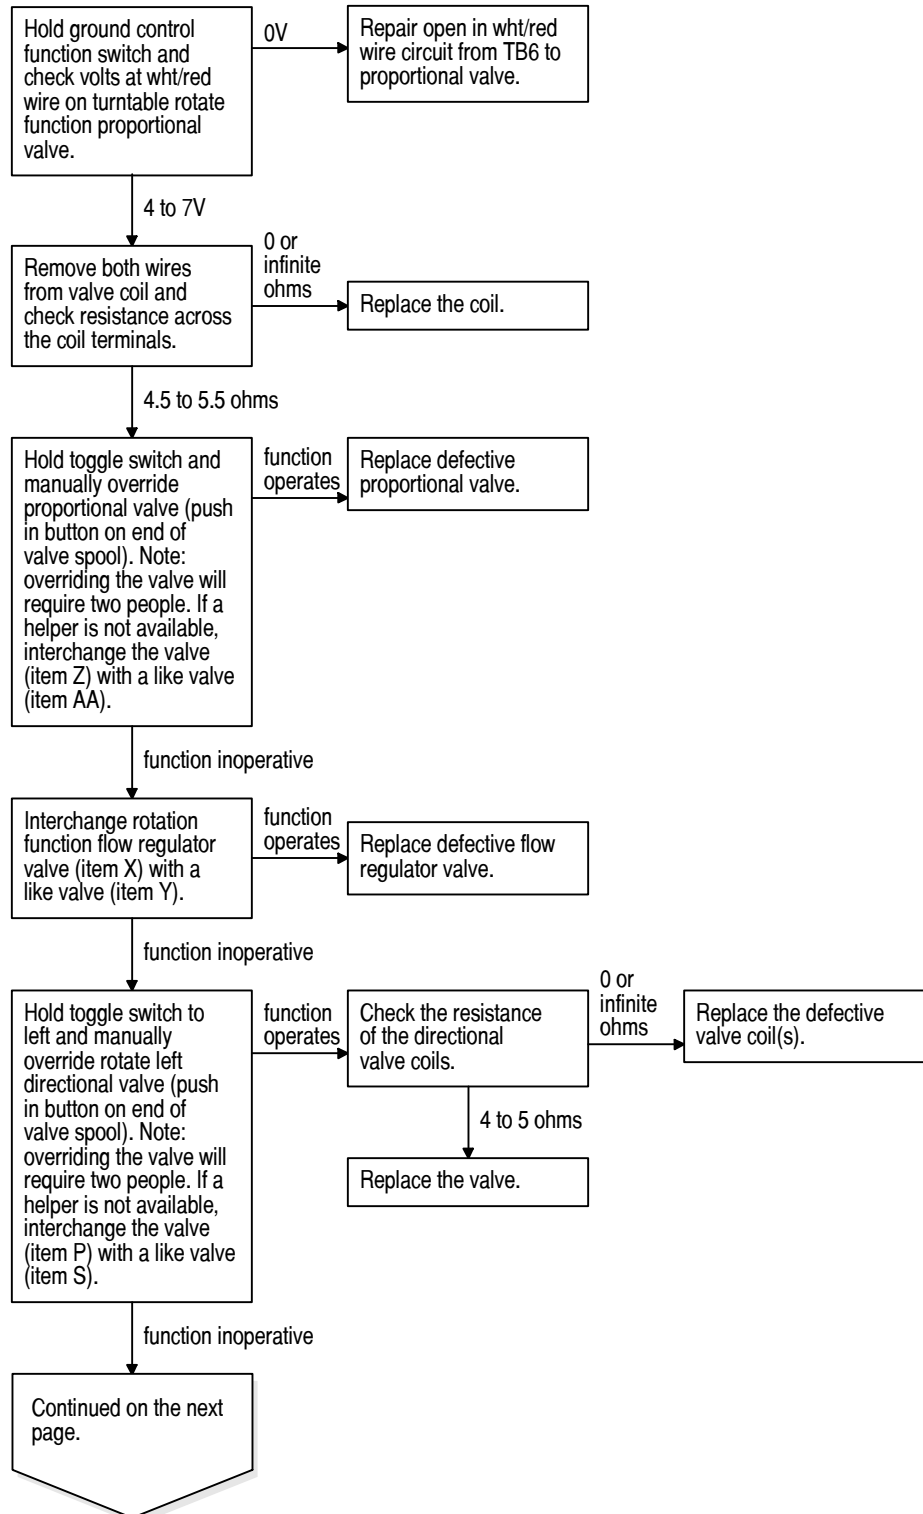 Hold ground control
function switch and
check volts at wht/red
wire on turntable rotate
function proportional
valve.
0V
Repair open in wht/red
wire circuit from TB6 to
proportional valve.
4 to 7V
Remove both wires
from valve coil and
check resistance across
the coil terminals.
0 or
infinite
ohms
Replace the coil.
4.5 to 5.5 ohms
Hold toggle switch and
manually override
proportional valve (push
in button on end of
valve spool). Note:
overriding the valve will
require two people. If a
helper is not available,
interchange the valve
(item Z) with a like valve
(item AA).
function
operates
Replace defective
proportional valve.
function inoperative
Interchange rotation
function flow regulator
valve (item X) with a
like valve (item Y).
function
operates
Replace defective flow
regulator valve.
function inoperative
Hold toggle switch to
left and manually
override rotate left
directional valve (push
in button on end of
valve spool). Note:
overriding the valve will
require two people. If a
helper is not available,
interchange the valve
(item P) with a like valve
(item S).
function
operates
Check the resistance
of the directional
valve coils.
0 or
infinite
ohms
Replace the defective
valve coil(s).
4 to 5 ohms
Replace the valve.
function inoperative
Continued on the next
page.